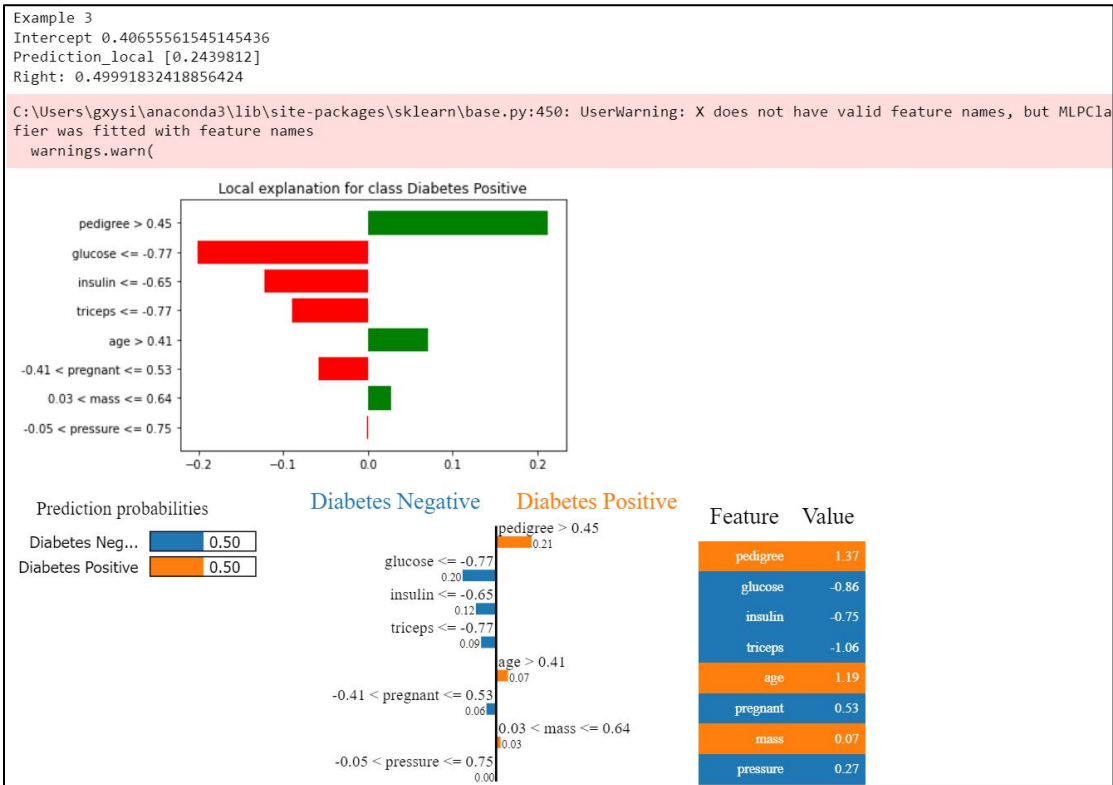 Example 3
Intercept 0.40655561545145436
Prediction_local [0.2439812]
Right: 0.49991832418856424
C:\Users\gxysi\anaconda3\lib\site-packages\sklearn\base.py:450: UserWarning: X does not have valid feature names, but MLPCla
fier was fitted with feature names
warnings.warn(
Local explanation for class Diabetes Positive
pedigree > 0.45
glucose <= -0.77
insulin <= -0.65
triceps <= -0.77
age > 0.41
-0.41 < pregnant <= 0.53
0.03 < mass <= 0.64
-0.05 < pressure <= 0.75
−0.2 −0.1 0.0 0.1 0.2
Prediction probabilities
Diabetes Neg... 0.50
Diabetes Positive 0.50
Diabetes Negative Diabetes Positive
pedigree > 0.45
0.21
glucose <= -0.77
0.20
insulin <= -0.65
0.12
triceps <= -0.77
0.09
age > 0.41
0.07
-0.41 < pregnant <= 0.53
0.06
0.03 < mass <= 0.64
0.03
-0.05 < pressure <= 0.75
0.00
Feature Value
pedigree 1.37
glucose -0.86
insulin -0.75
triceps -1.06
age 1.19
pregnant 0.53
mass 0.07
pressure 0.27